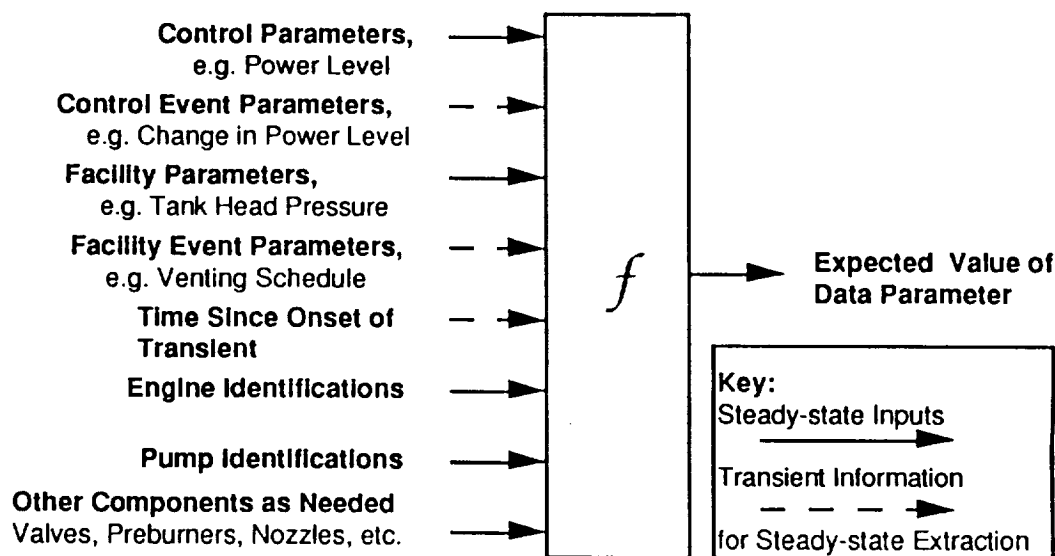 Control Parameters,
e.g. Power Level
Control Event Parameters,
e.g. Change in Power Level
Facility Parameters,
e.g. Tank Head Pressure
Facility Event Parameters,
e.g. Venting Schedule
Time Since Onset of
Transient
Engine Identifications
Pump Identifications
Other Components as Needed
Valves, Preburners, Nozzles, etc.
f
Expected Value of
Data Parameter
Key:
Steady-state Inputs
Transient Information
for Steady-state Extraction